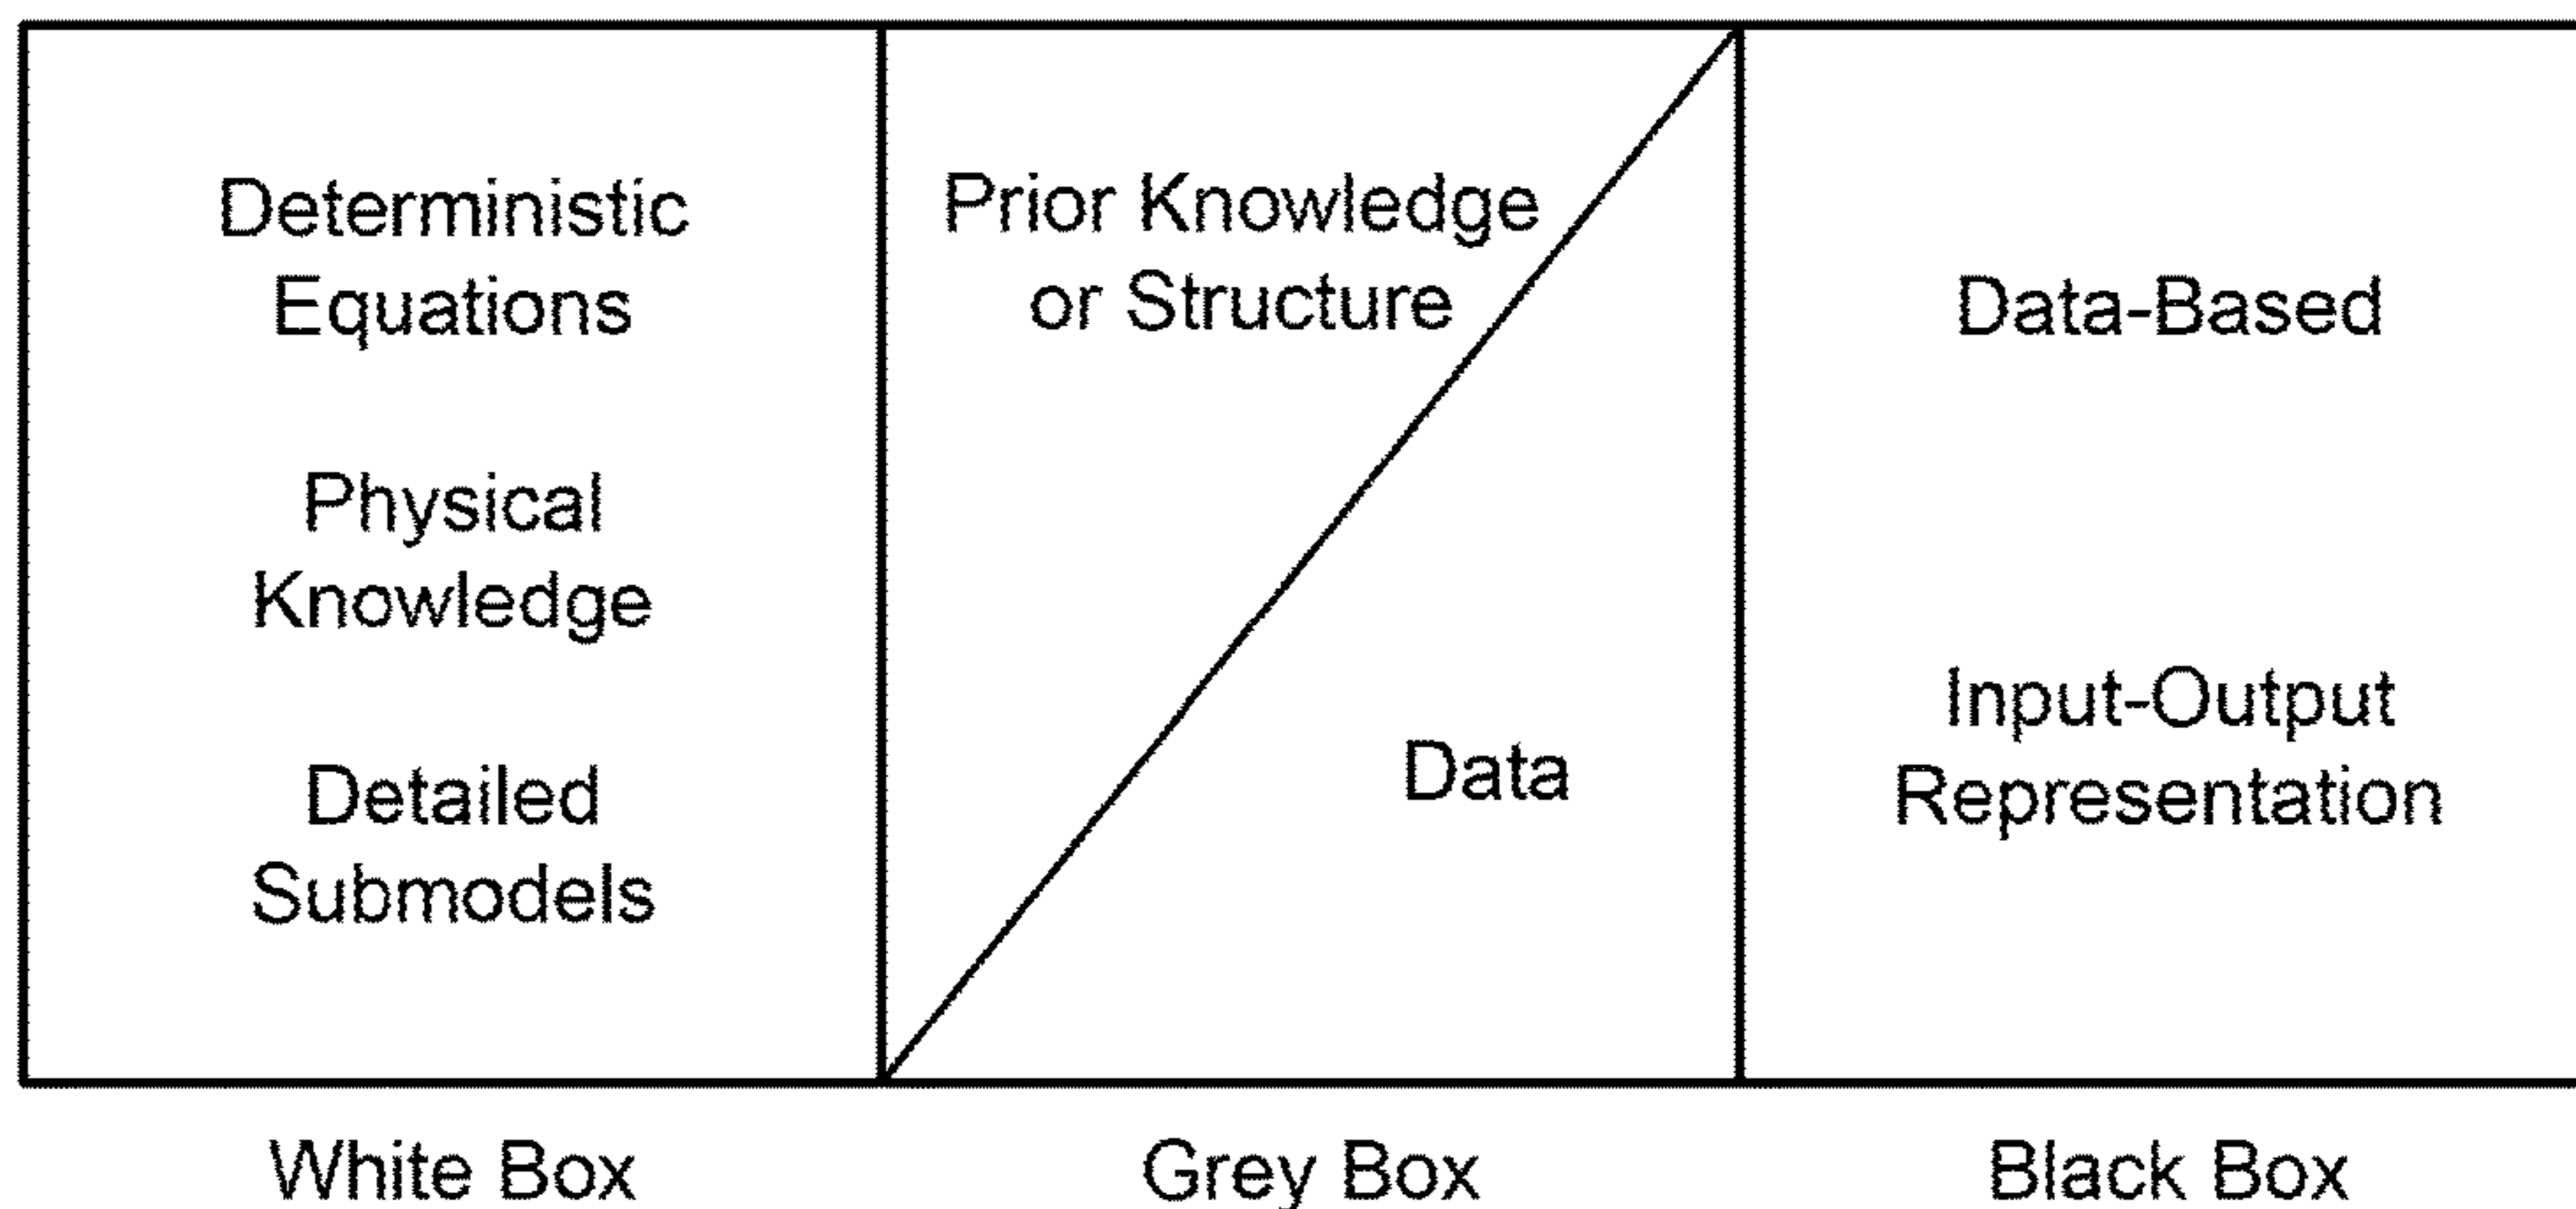 Deterministic
Equations
Physical
Knowledge
Detailed
Submodels
Prior Knowledge
or Structure
Data
Data-Based
Input-Output
Representation
White Box
Grey Box
Black Box